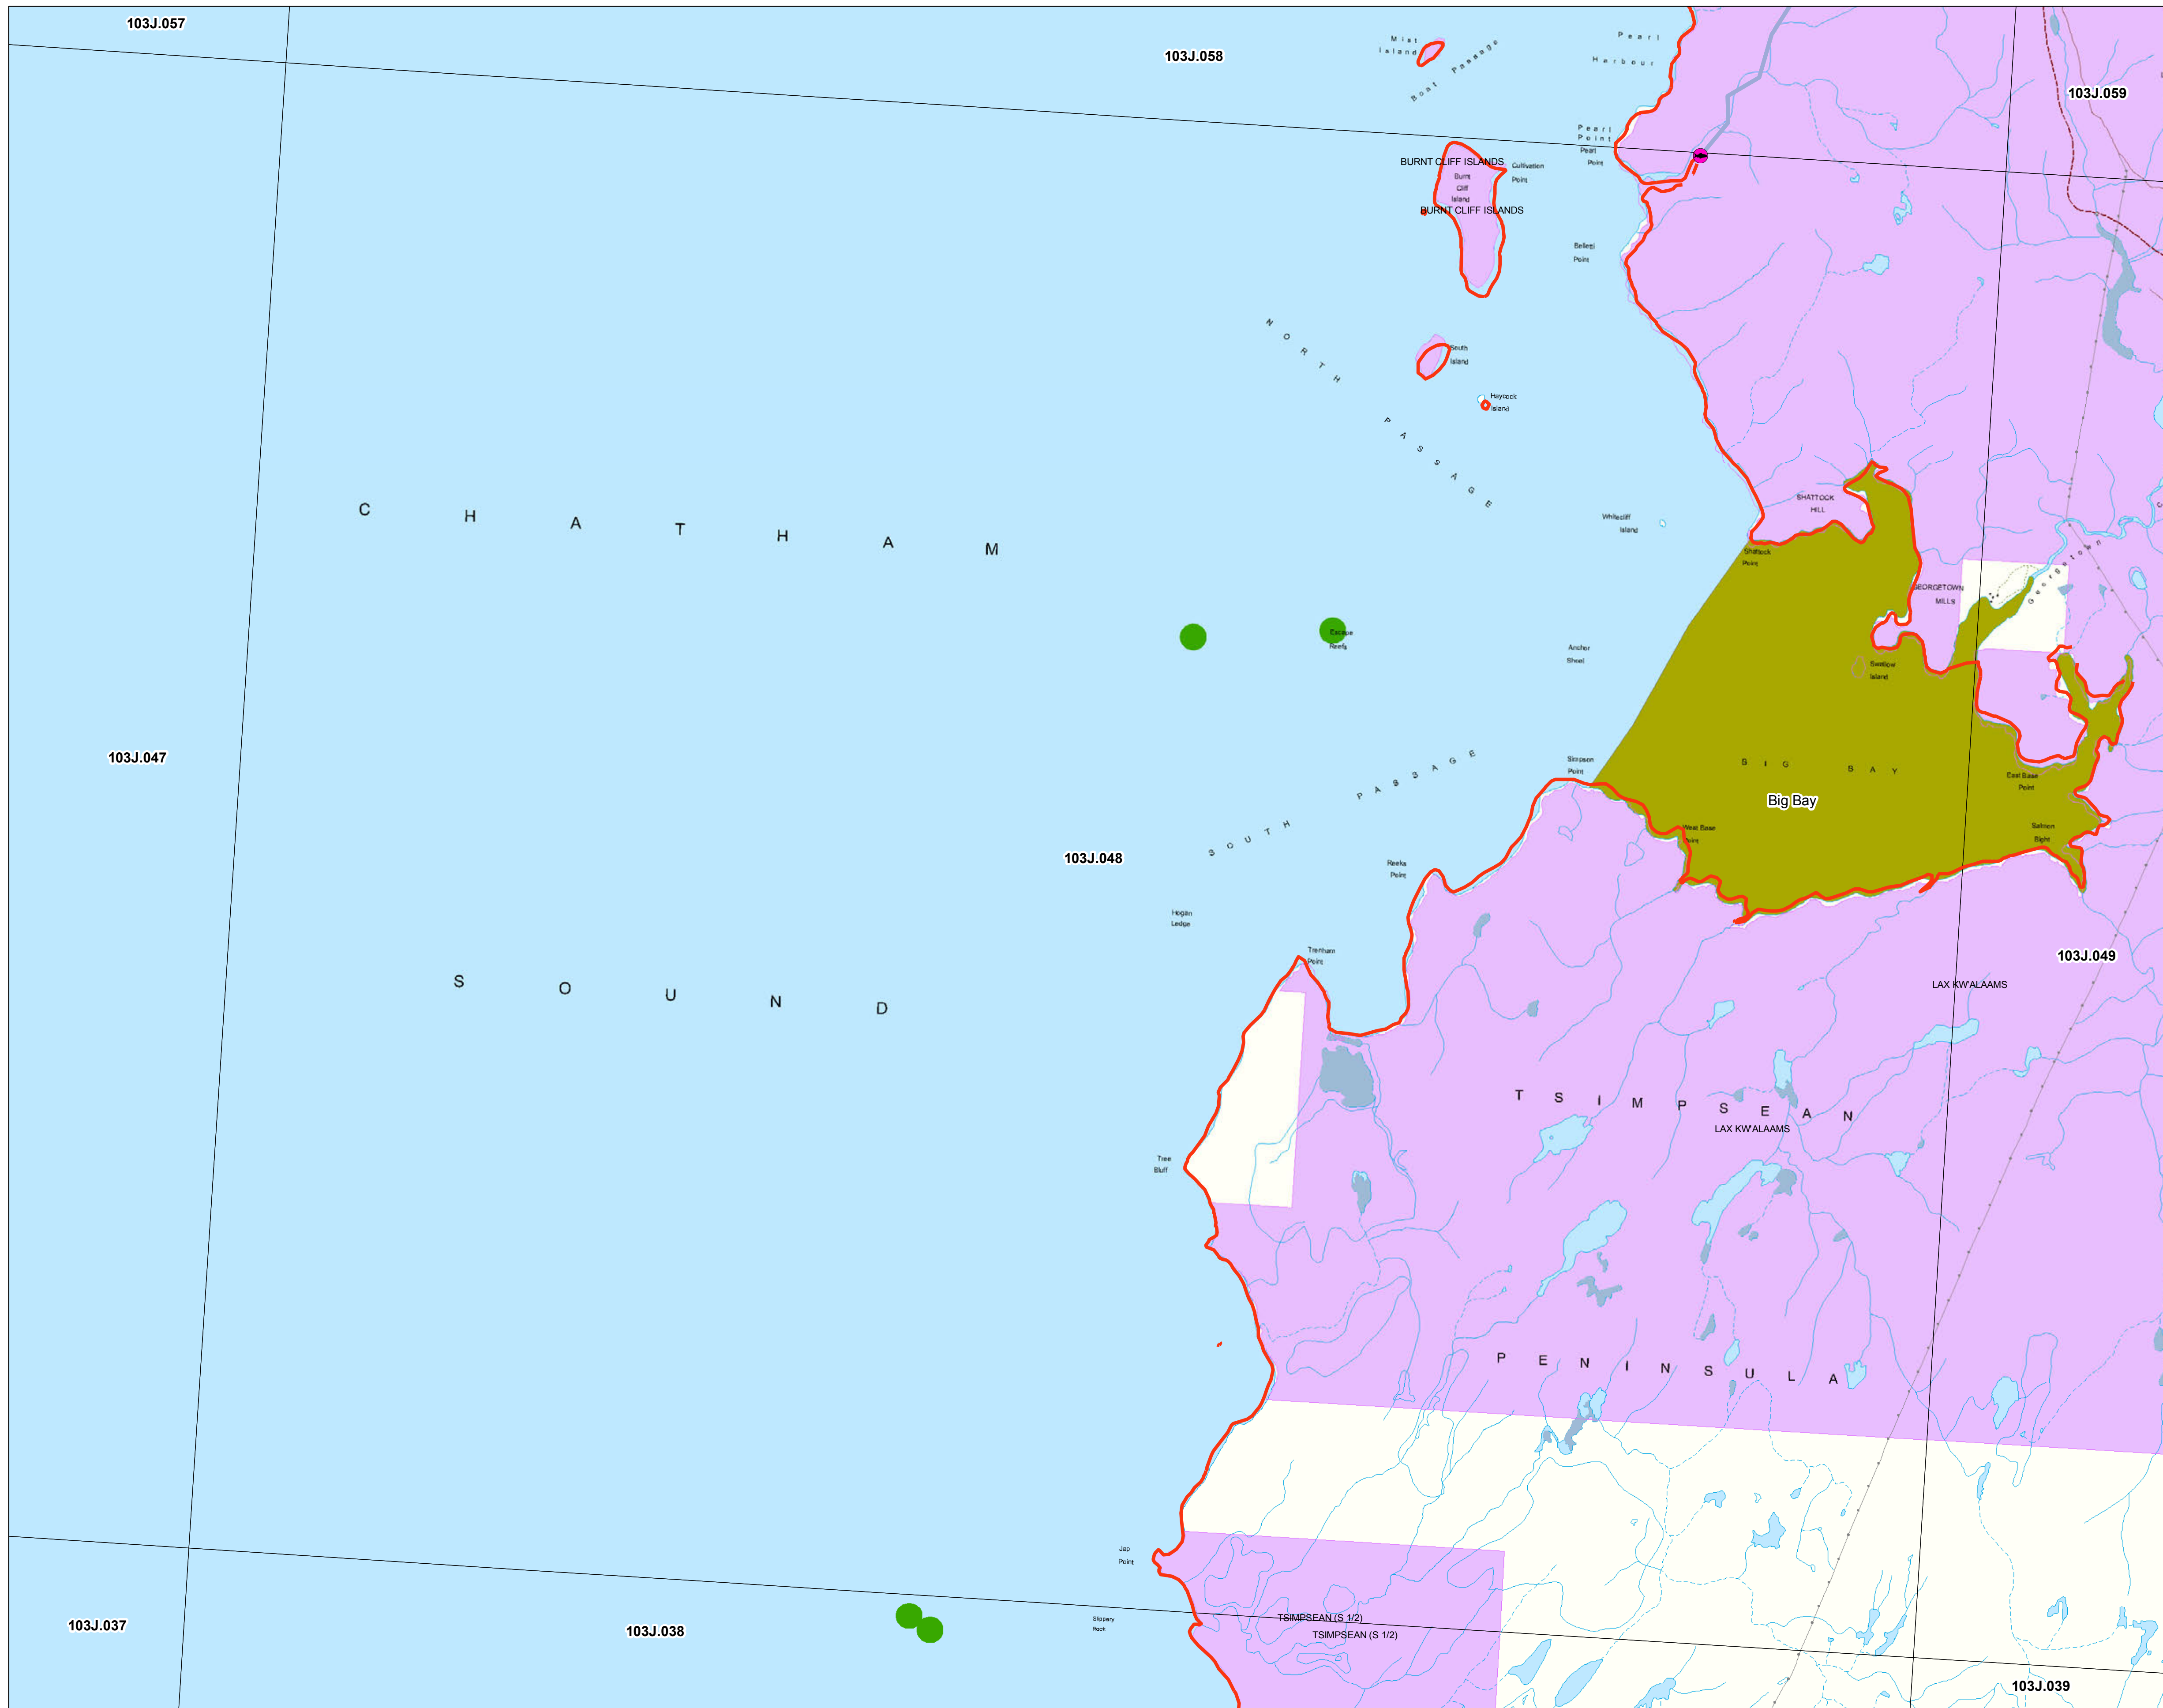 103J.057
103J.058
103J.059
Mist
Island
Boat Passage
Pearl
Harbour
Pearl
Point
Pearl
Point
BURNT CLIFF ISLANDS
Cultivation
Point
Burnt
Cliff
Island
BURNT CLIFF ISLANDS
Bellesi
Point
NORTH PASSAGE
South
Island
Haycock
Island
CHATHAM
Whitecliff
Island
SHATTOCK
HILL
Shattock
Point
GEORGETOWN
MILLS
Georgetown
Escape
Reefs
Anchor
Shoal
Swallow
Island
103J.047
SOUTH PASSAGE
Simpson
Point
BIG BAY
Big Bay
East Base
Point
West Base
Point
Salmon
Bight
103J.048
Reeks
Point
Hogan
Ledge
Trenham
Point
103J.049
SOUND
LAX KW'ALAAMS
TSIMPSEAN
LAX KW'ALAAMS
Tree
Bluff
PENINSULA
Jap
Point
Slippery
Rock
TSIMPSEAN (S 1/2)
TSIMPSEAN (S 1/2)
103J.037
103J.038
103J.039